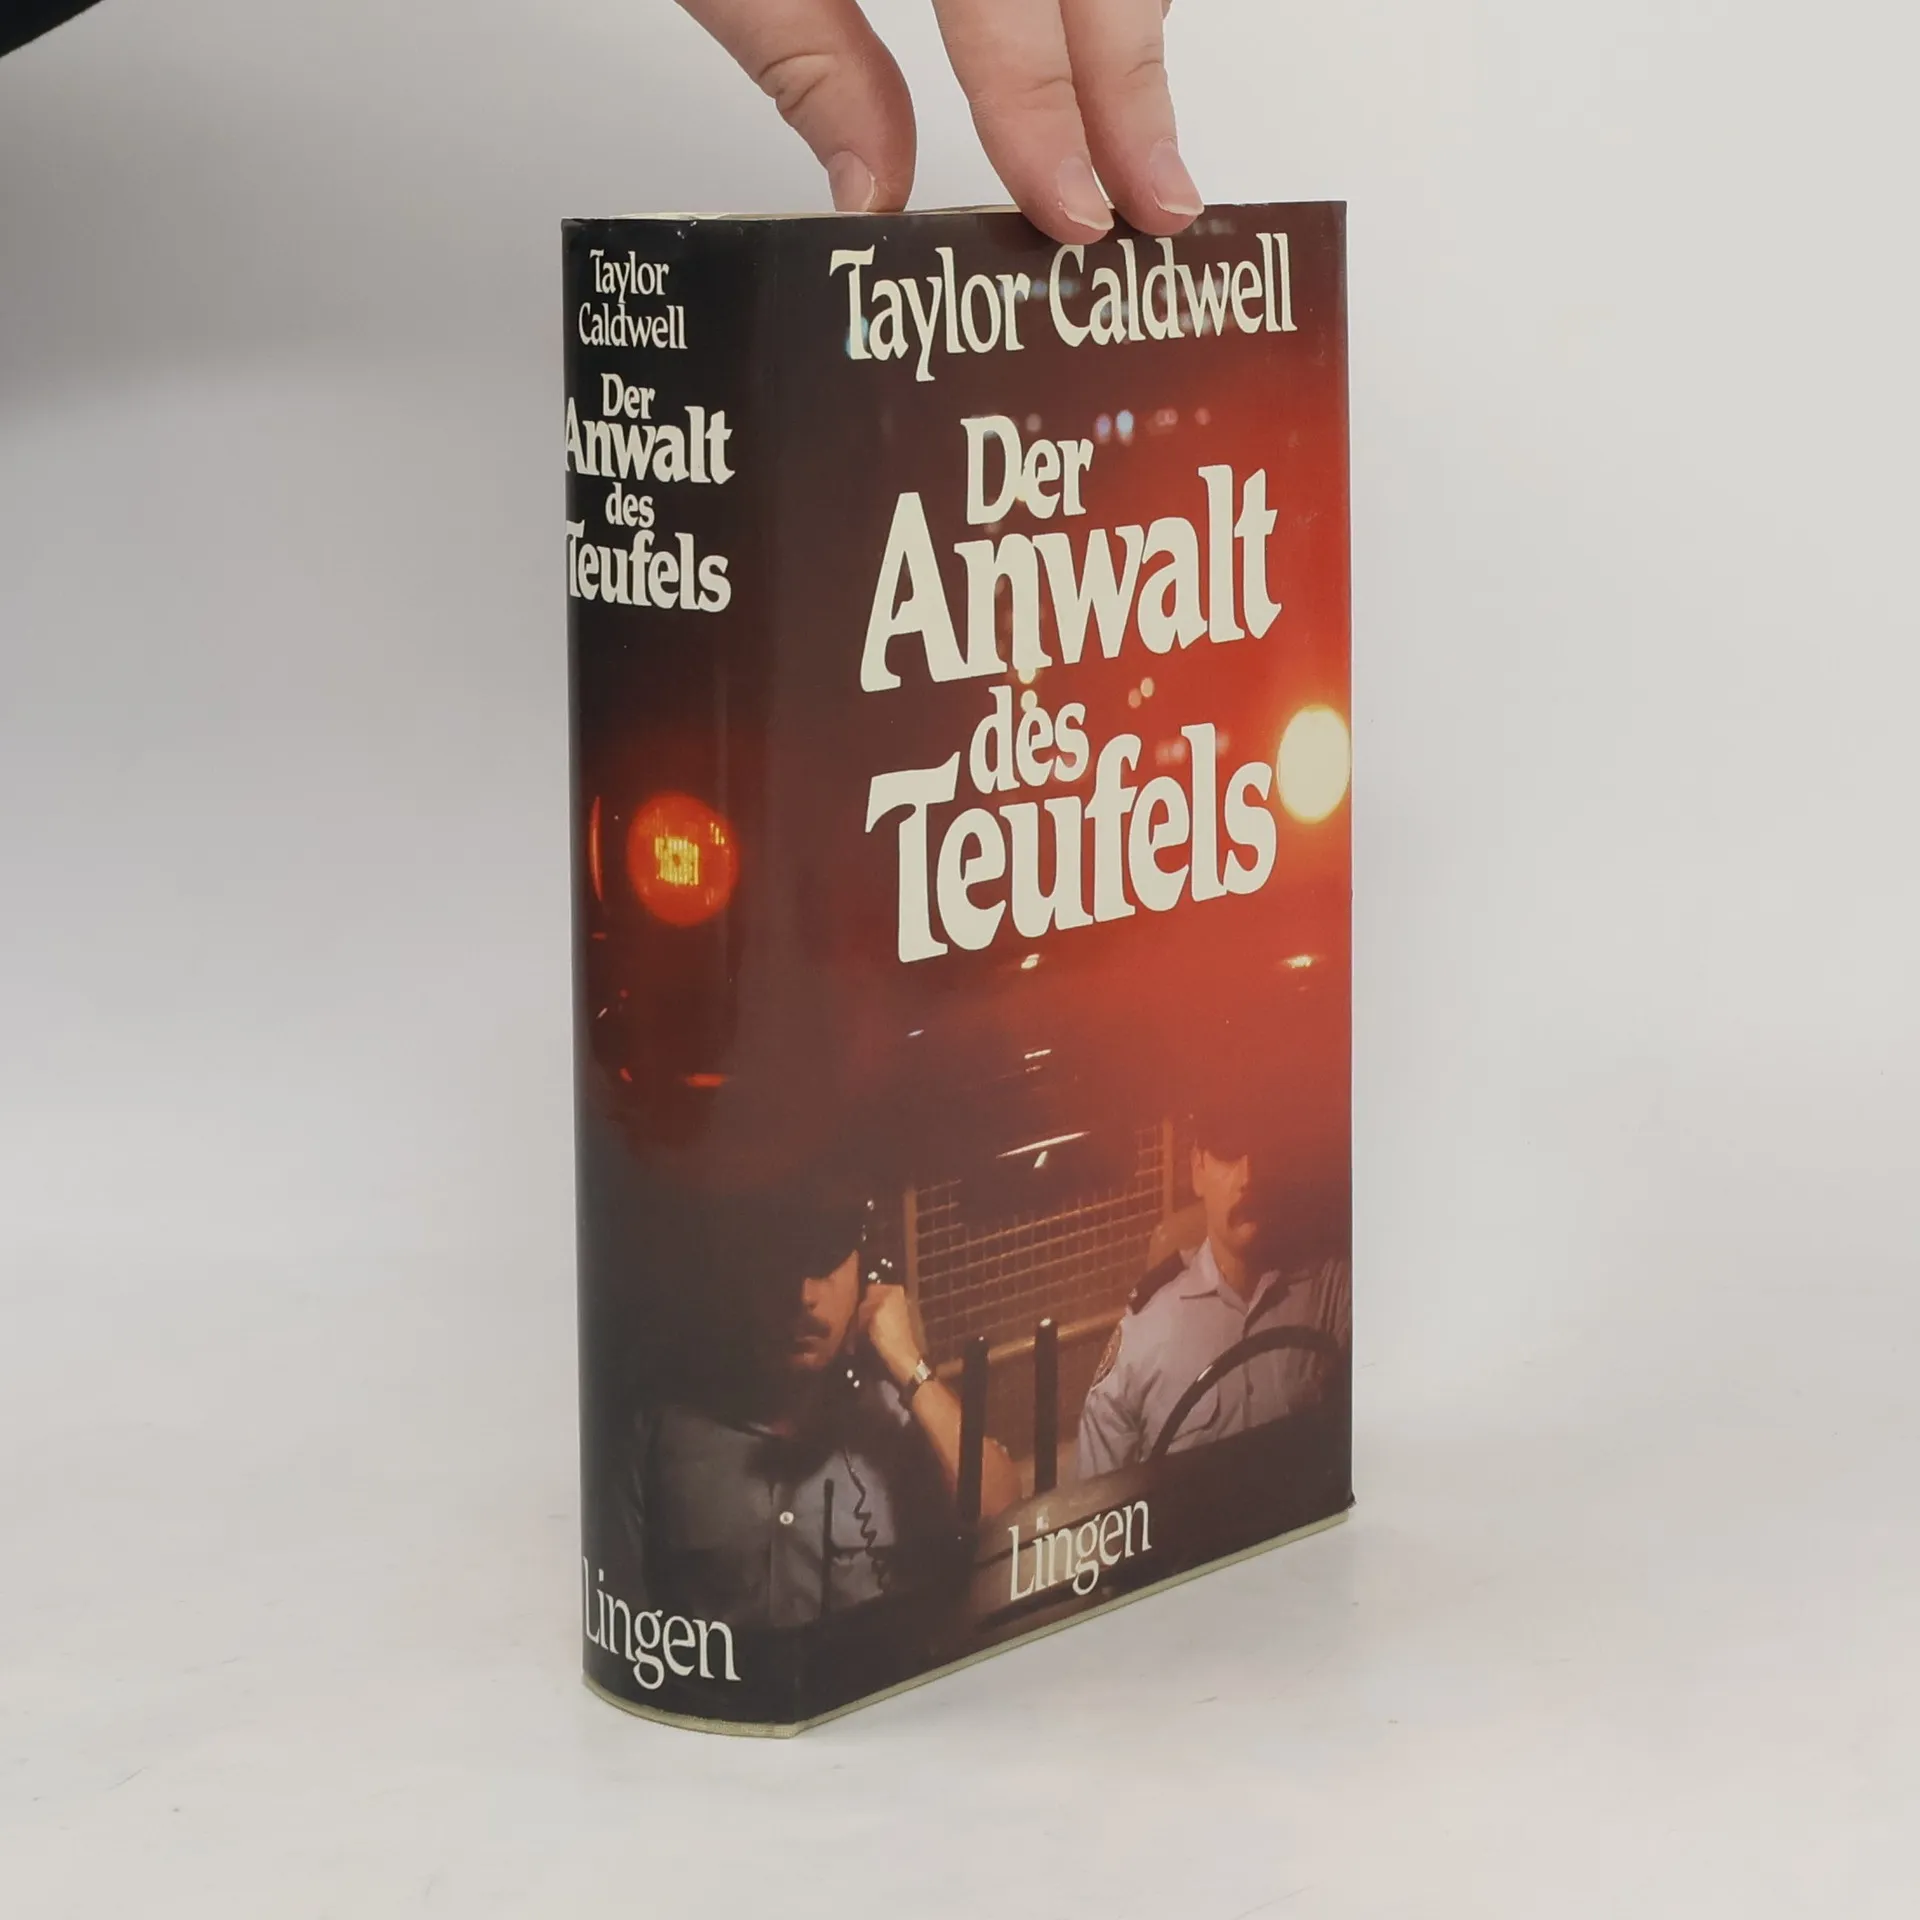 Taylor
Caldwell
Der
Anwalt
des
Teufels
Lingen
Taylor Caldwell
Der
Anwalt
des
Teufels
Lingen